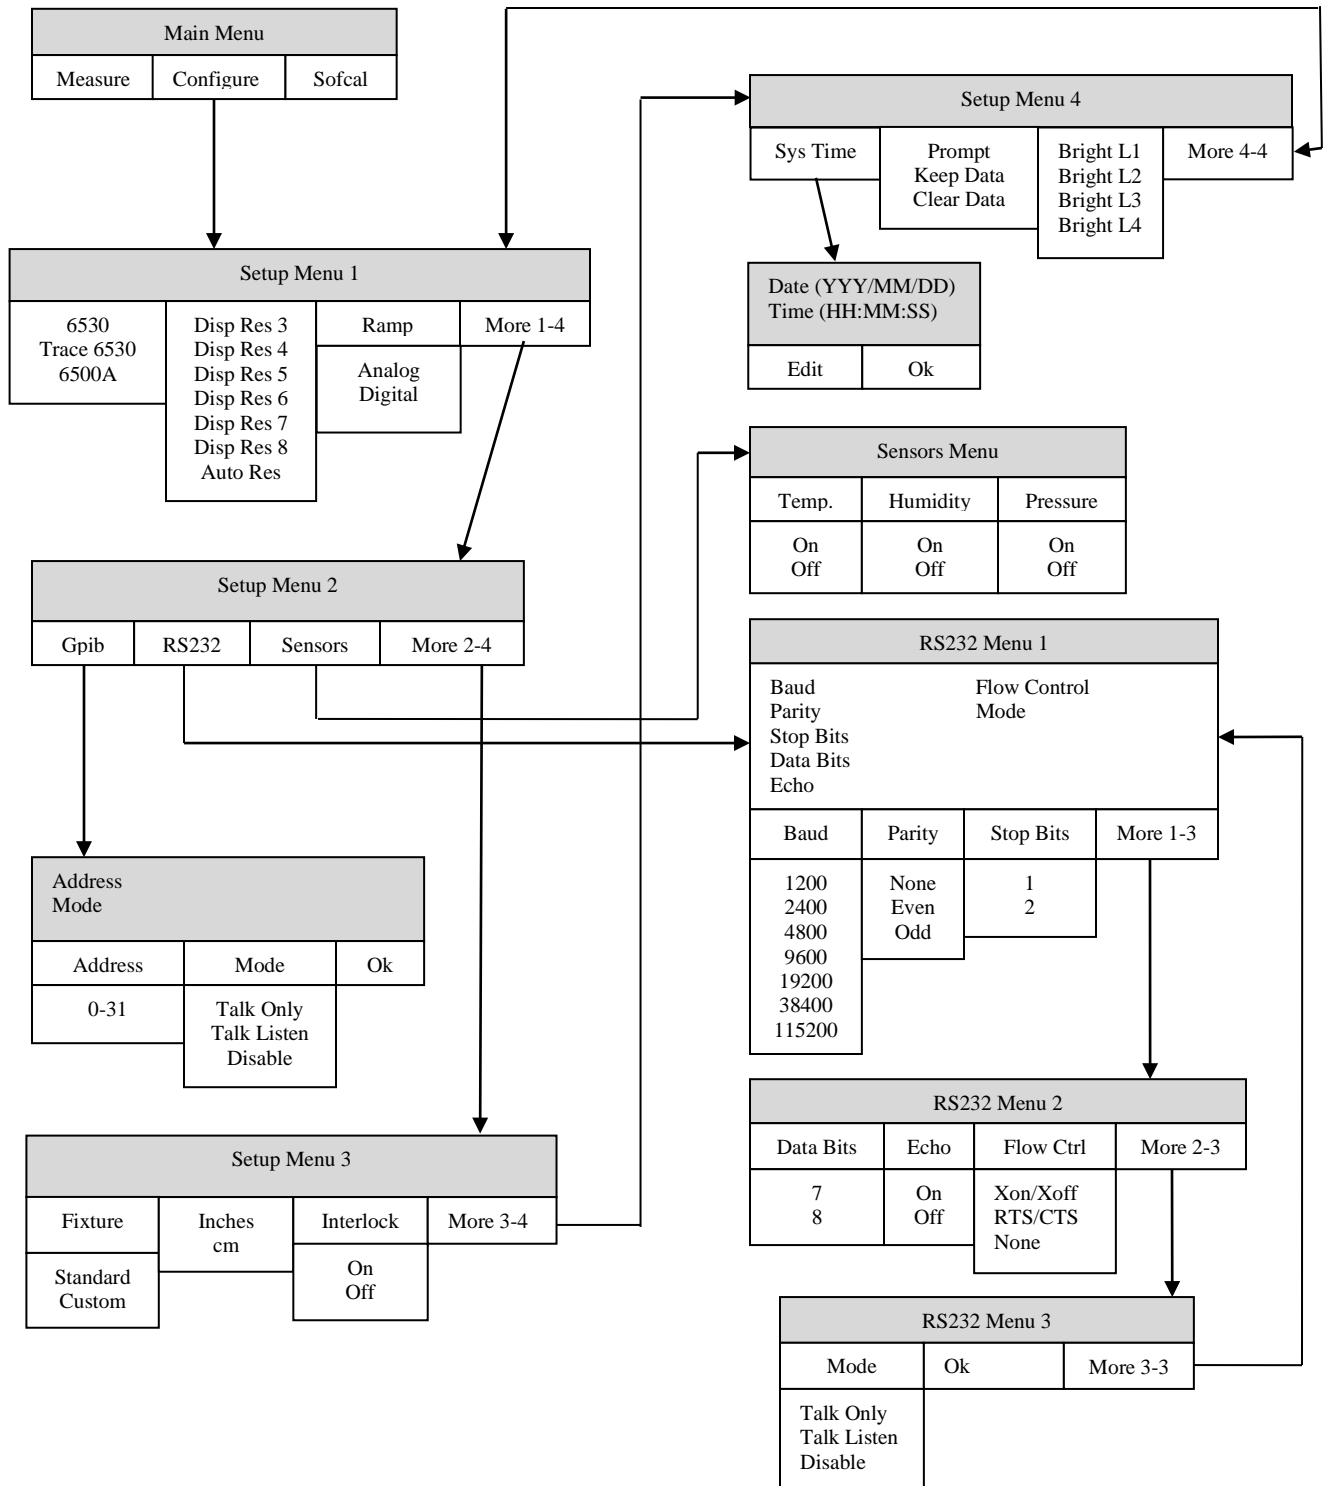 Main Menu
Measure
Configure
Sofcal
Setup Menu 1
6530
Trace 6530
6500A
Disp Res 3
Disp Res 4
Disp Res 5
Disp Res 6
Disp Res 7
Disp Res 8
Auto Res
Ramp
Analog
Digital
More 1-4
Setup Menu 2
Gpib
RS232
Sensors
More 2-4
Address
Mode
Address
Mode
Ok
0-31
Talk Only
Talk Listen
Disable
Setup Menu 3
Fixture
Standard
Custom
Inches
cm
Interlock
On
Off
More 3-4
Setup Menu 4
Sys Time
Prompt
Keep Data
Clear Data
Bright L1
Bright L2
Bright L3
Bright L4
More 4-4
Date (YYY/MM/DD)
Time (HH:MM:SS)
Edit
Ok
Sensors Menu
Temp.
Humidity
Pressure
On
Off
On
Off
On
Off
RS232 Menu 1
Baud
Parity
Stop Bits
Data Bits
Echo
Flow Control
Mode
Baud
Parity
Stop Bits
More 1-3
1200
2400
4800
9600
19200
38400
115200
None
Even
Odd
1
2
RS232 Menu 2
Data Bits
Echo
Flow Ctrl
More 2-3
7
8
On
Off
Xon/Xoff
RTS/CTS
None
RS232 Menu 3
Mode
Ok
More 3-3
Talk Only
Talk Listen
Disable